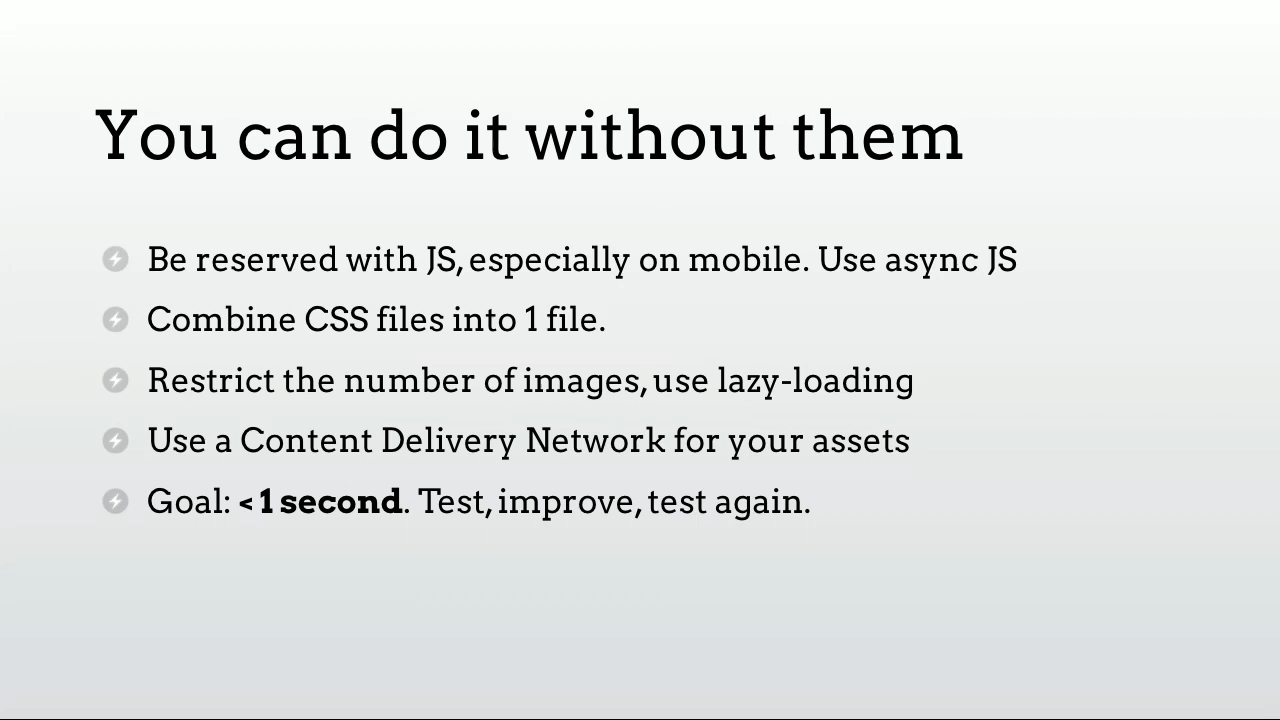 You can do it without them
Be reserved with JS, especially on mobile. Use async JS
Combine CSS files into 1 file.
Restrict the number of images, use lazy-loading
Use a Content Delivery Network for your assets
Goal: < 1 second. Test, improve, test again.